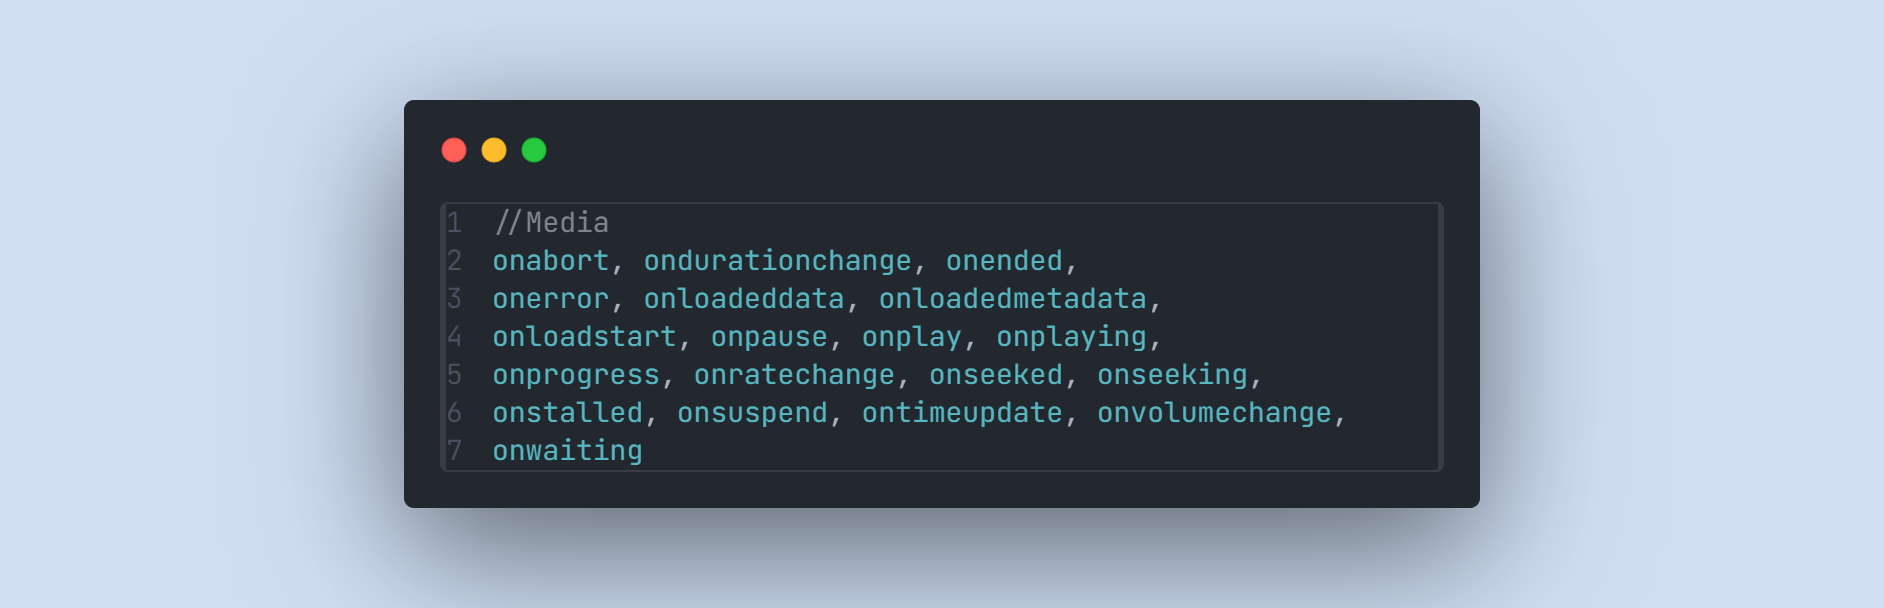 1 //Media
2 onabort, ondurationchange, onended,
3 onerror, onloadeddata, onloadedmetadata,
4 onloadstart, onpause, onplay, onplaying,
5 onprogress, onratechange, onseeked, onseeking,
6 onstalled, onsuspend, ontimeupdate, onvolumechange,
7 onwaiting